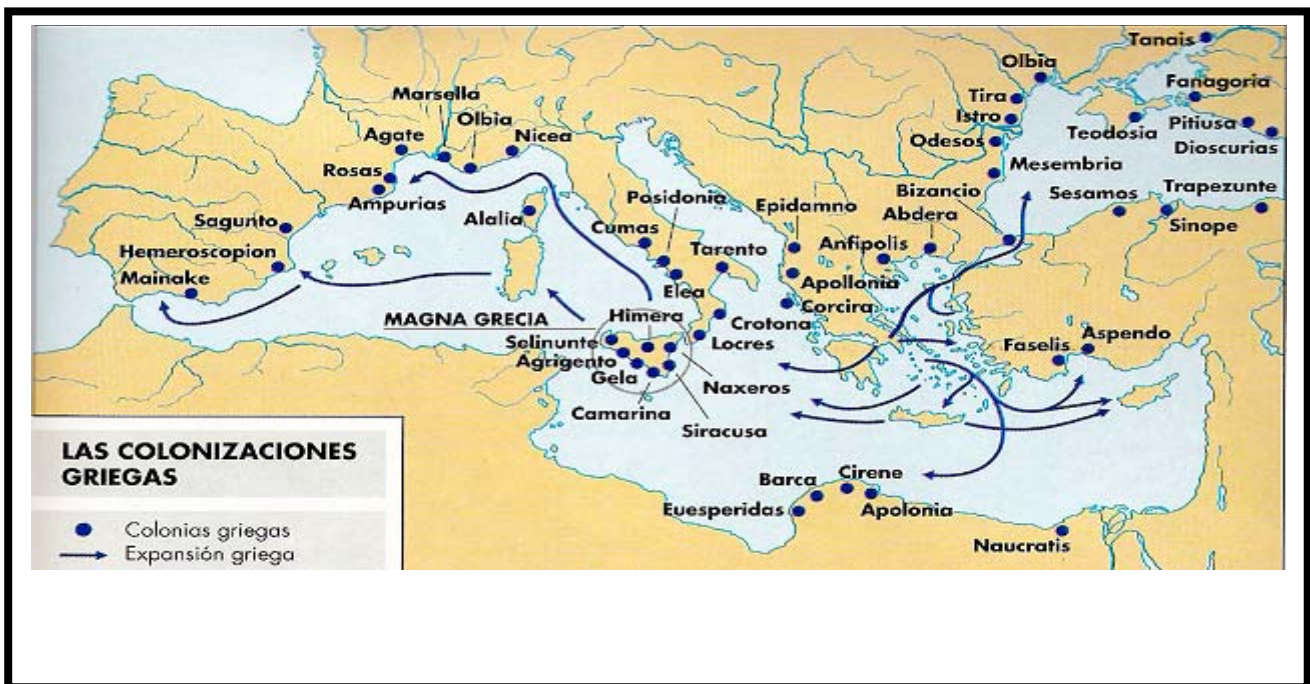 Tanais
Olbia
Fanagoria
Marsella
Tira
Olbia
Istro
Agate
Nicea
Teodosia
Pitiusa
Odesos
Dioscurias
Rosas
Mesembria
Posidonia
Bizancio
Sesamos
Trapezunte
Ampurias
Epidamno
Abdera
Sagunto
Alalia
Cumas
Sinope
Tarento
Anfipolis
Hemeroscopion
Mainake
Apollonia
Elea
Corcira
Himera
MAGNA GRECIA
Crotona
Selinunte
Locres
Aspendo
Agrigento
Faselis
Gela
Naxeros
Camarina
Siracusa
LAS COLONIZACIONES
GRIEGAS
Barca
Cirene
Euesperidas
Apolonia
Colonias griegas
Naucratis
Expansión griega